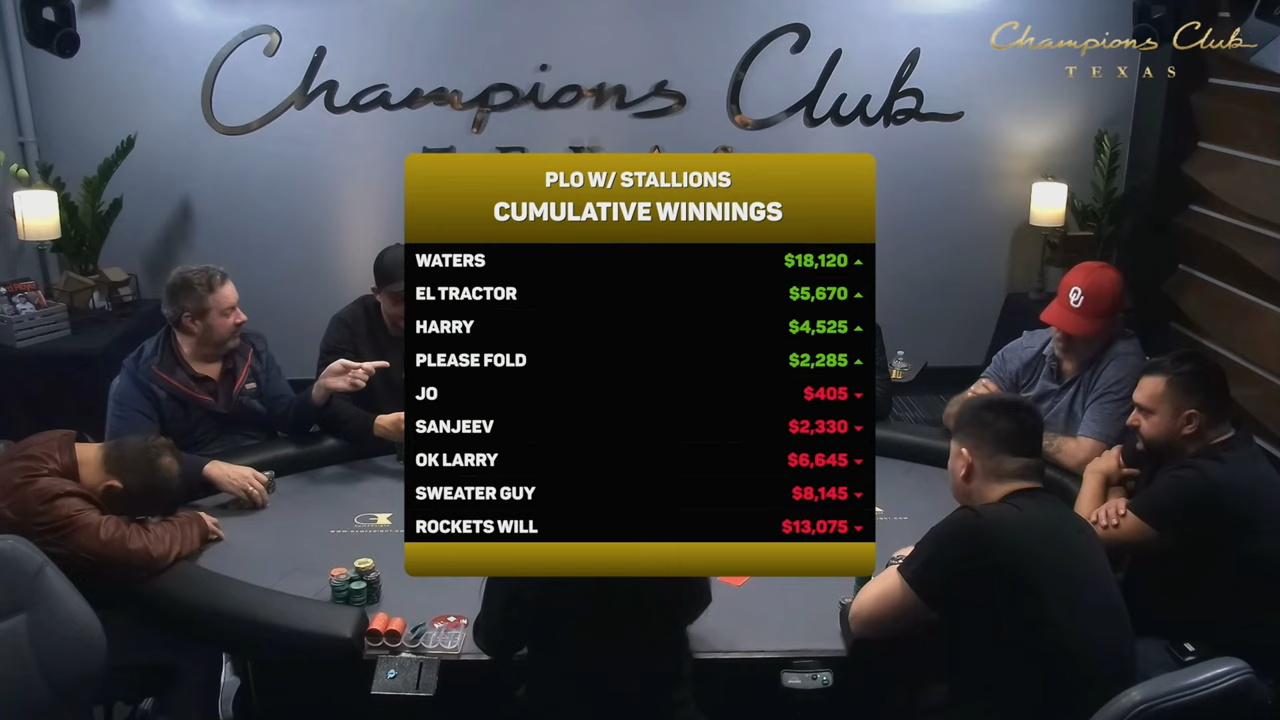 Champions Club
TEXAS
Champions Club
TEXAS
PLO W/ STALLIONS
CUMULATIVE WINNINGS
WATERS $18,120
EL TRACTOR $5,670
HARRY $4,525
PLEASE FOLD $2,285
JO $405
SANJEEV $2,330
OK LARRY $6,645
SWEATER GUY $8,145
ROCKETS WILL $13,075
OU